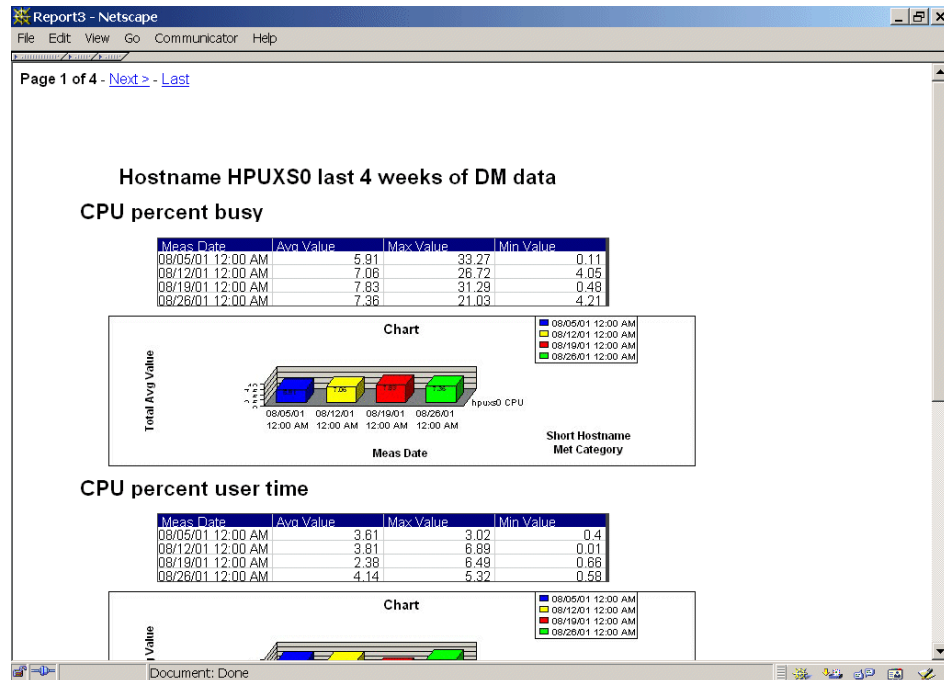 Report3 - Netscape
File Edit View Go Communicator Help
Page 1 of 4 - Next > - Last
Hostname HPUXS0 last 4 weeks of DM data
CPU percent busy
Meas Date Avg Value Max Value Min Value
08/05/01 12:00 AM 5.91 33.27 0.11
08/12/01 12:00 AM 7.06 26.72 4.05
08/19/01 12:00 AM 7.83 31.29 0.48
08/26/01 12:00 AM 7.36 21.03 4.21
Chart
08/05/01 12:00 AM
08/12/01 12:00 AM
08/19/01 12:00 AM
08/26/01 12:00 AM
Total Avg Value
7.06 7.83 7.36
hpuxs0 CPU
08/05/01 08/12/01 08/19/01 08/26/01
12:00 AM 12:00 AM 12:00 AM 12:00 AM
Short Hostname
Met Category
Meas Date
CPU percent user time
Meas Date Avg Value Max Value Min Value
08/05/01 12:00 AM 3.61 3.02 0.4
08/12/01 12:00 AM 3.81 6.89 0.01
08/19/01 12:00 AM 2.38 6.49 0.66
08/26/01 12:00 AM 4.14 5.32 0.58
Chart
08/05/01 12:00 AM
08/12/01 12:00 AM
08/19/01 12:00 AM
08/26/01 12:00 AM
Value
Document: Done